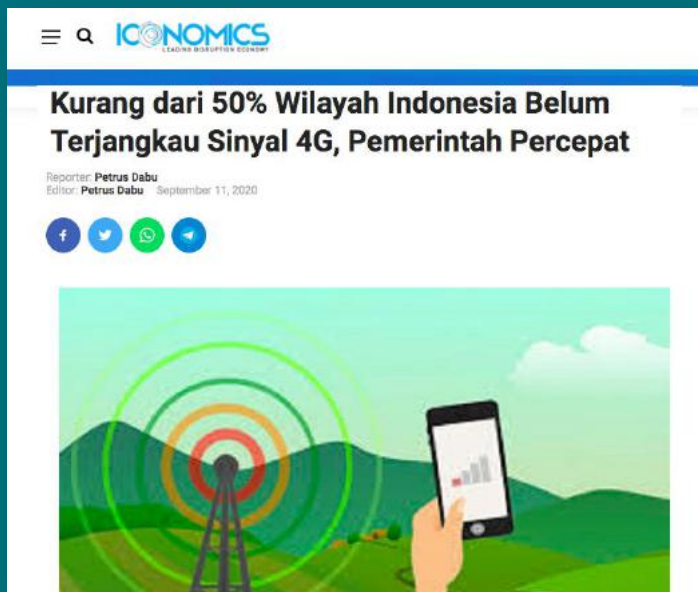 ICONOMICS
LEADING DISRUPTION ECONOMY
Kurang dari 50% Wilayah Indonesia Belum
Terjangkau Sinyal 4G, Pemerintah Percepat
Reporter: Petrus Dabu
Editor: Petrus Dabu September 11, 2020